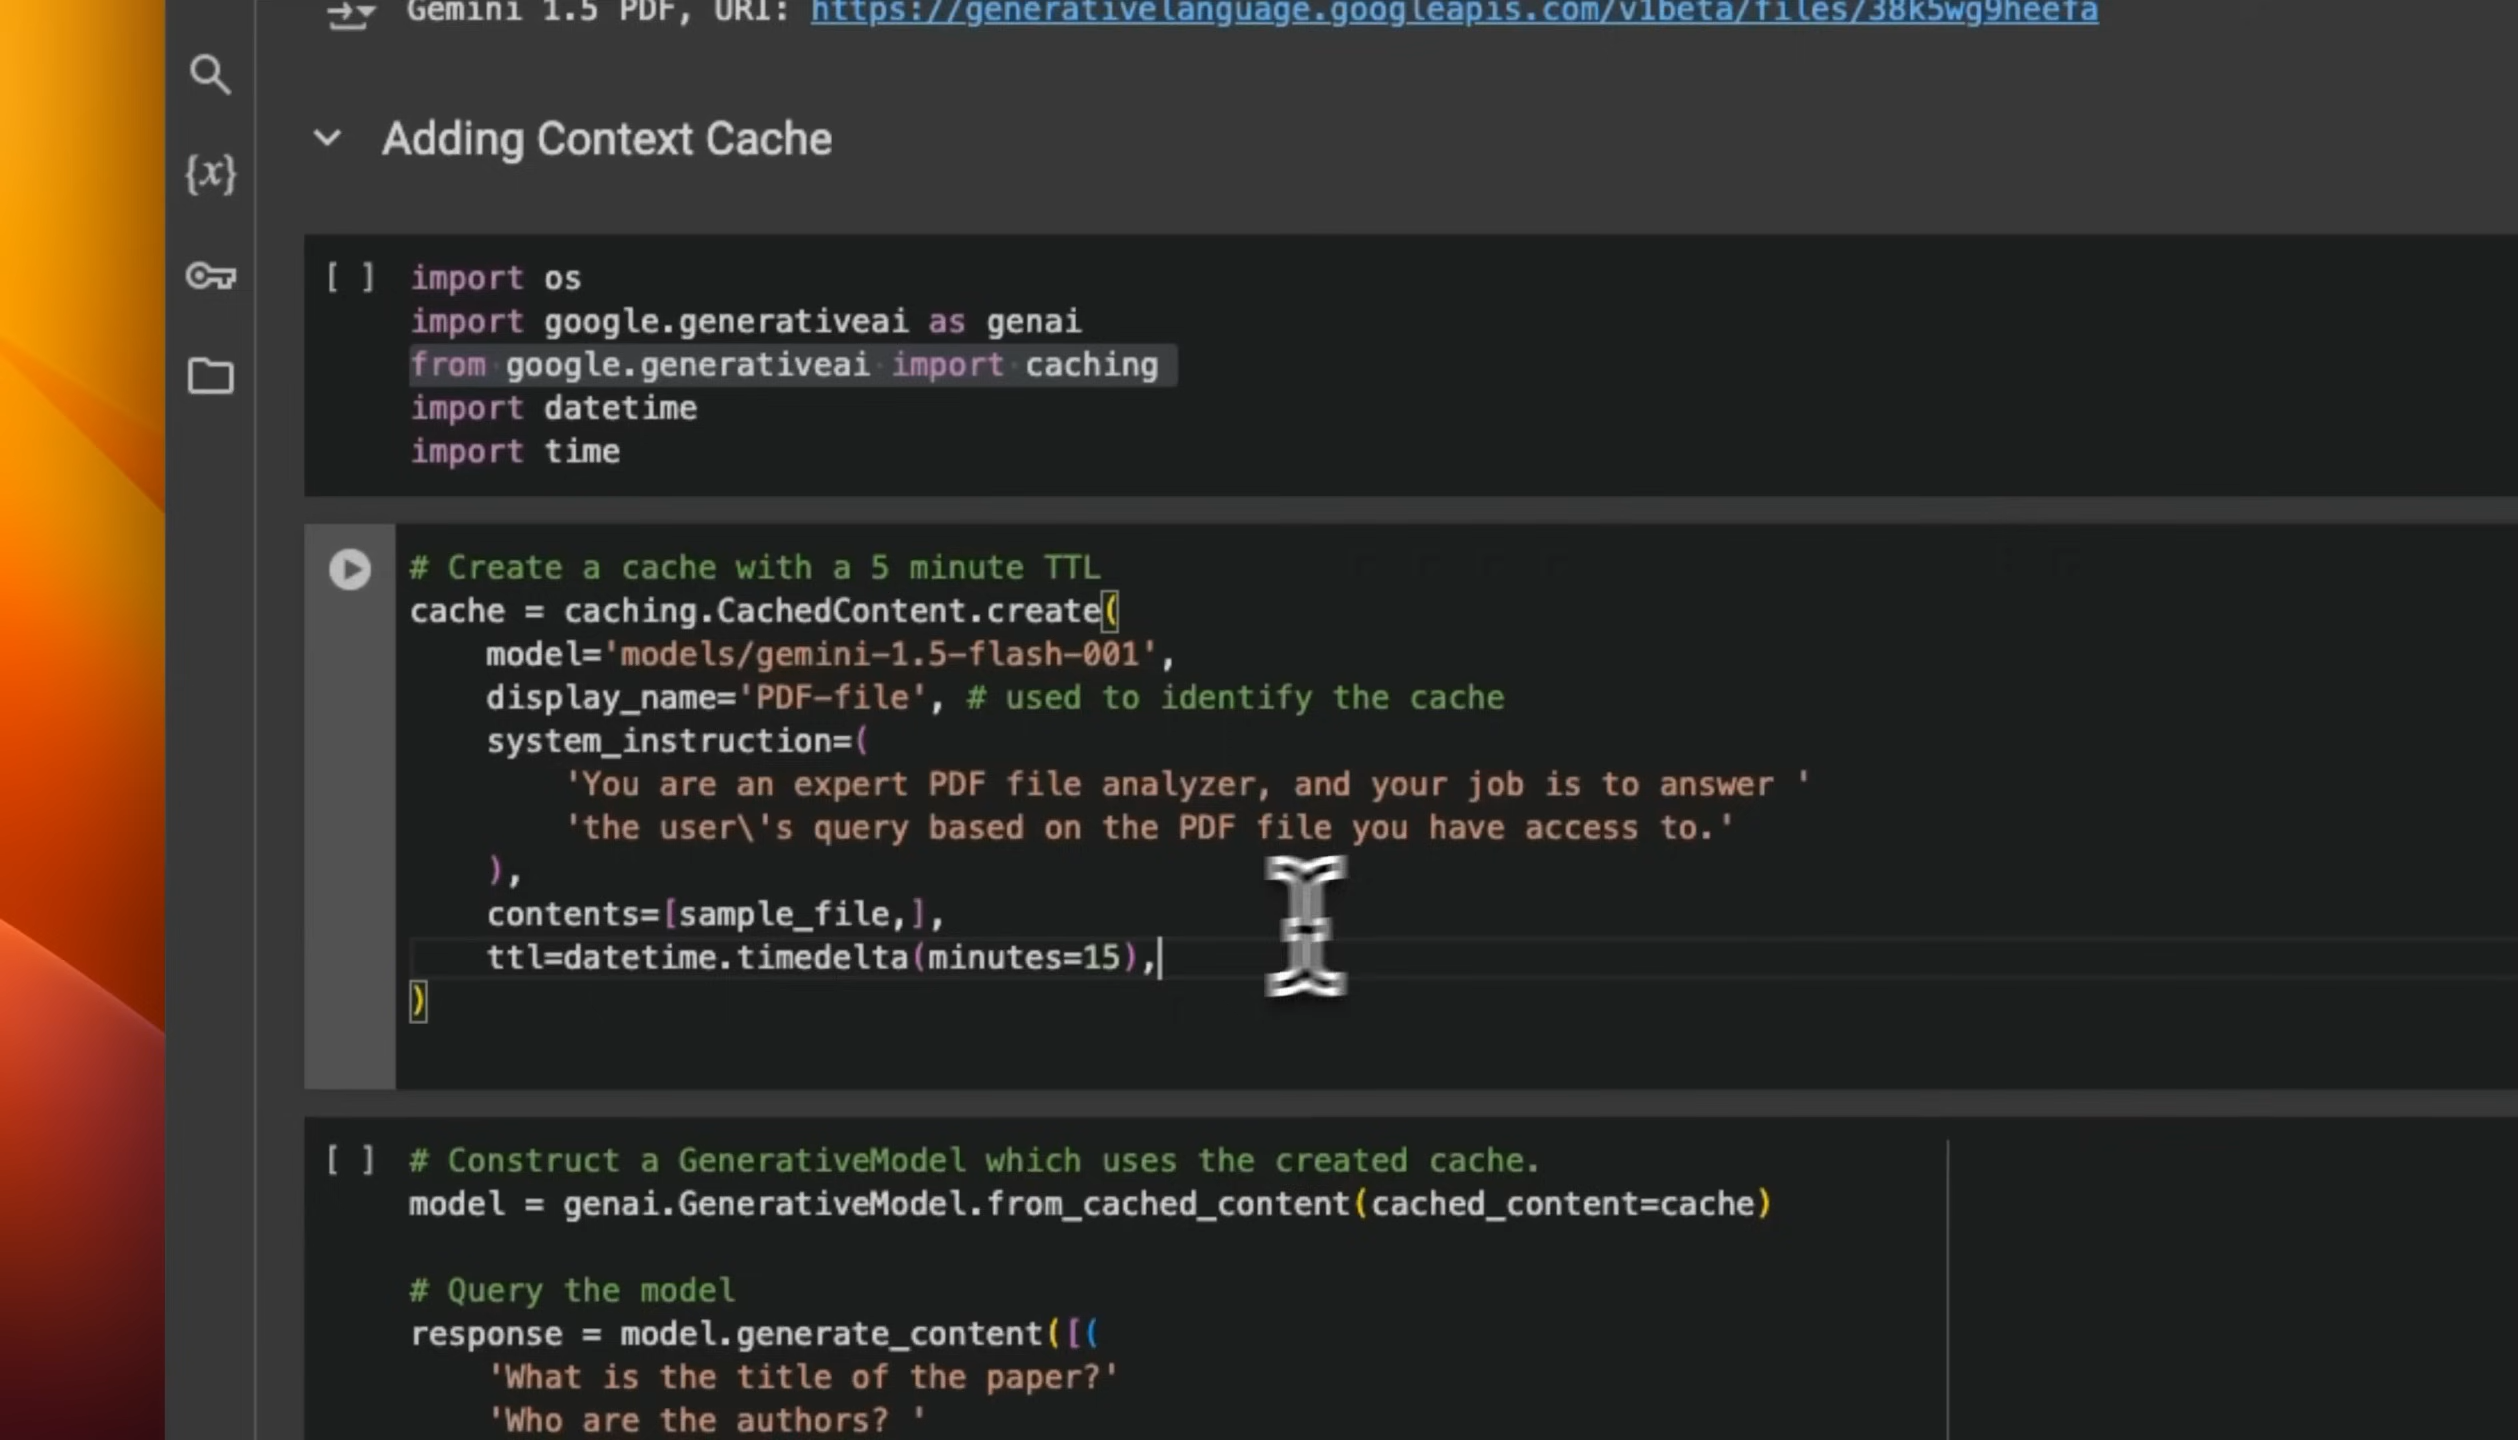 Gemini 1.5 PDF, URI: https://generativelanguage.googleapis.com/v1beta/files/38k5wg9heefa
Adding Context Cache
{x}
[ ] import os
import google.generativeai as genai
from google.generativeai import caching
import datetime
import time
# Create a cache with a 5 minute TTL
cache = caching.CachedContent.create(
model='models/gemini-1.5-flash-001',
display_name='PDF-file', # used to identify the cache
system_instruction=(
'You are an expert PDF file analyzer, and your job is to answer '
'the user\'s query based on the PDF file you have access to.'
),
contents=[sample_file,],
ttl=datetime.timedelta(minutes=15),
)
[ ] # Construct a GenerativeModel which uses the created cache.
model = genai.GenerativeModel.from_cached_content(cached_content=cache)
# Query the model
response = model.generate_content([(
'What is the title of the paper?'
'Who are the authors? '